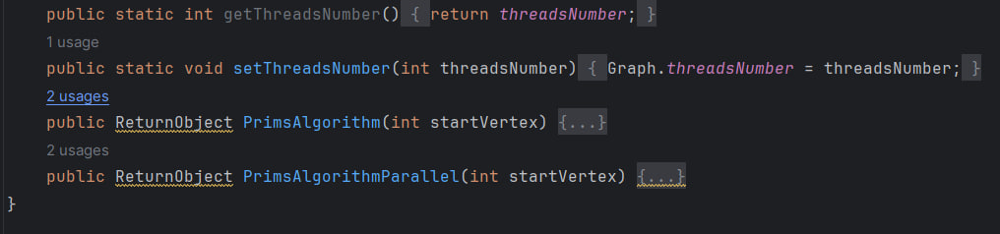 public static int getThreadsNumber() { return threadsNumber; }
1 usage
public static void setThreadsNumber(int threadsNumber) { Graph.threadsNumber = threadsNumber; }
2 usages
public ReturnObject PrimsAlgorithm(int startVertex) {...}
2 usages
public ReturnObject PrimsAlgorithmParallel(int startVertex) {...}
}